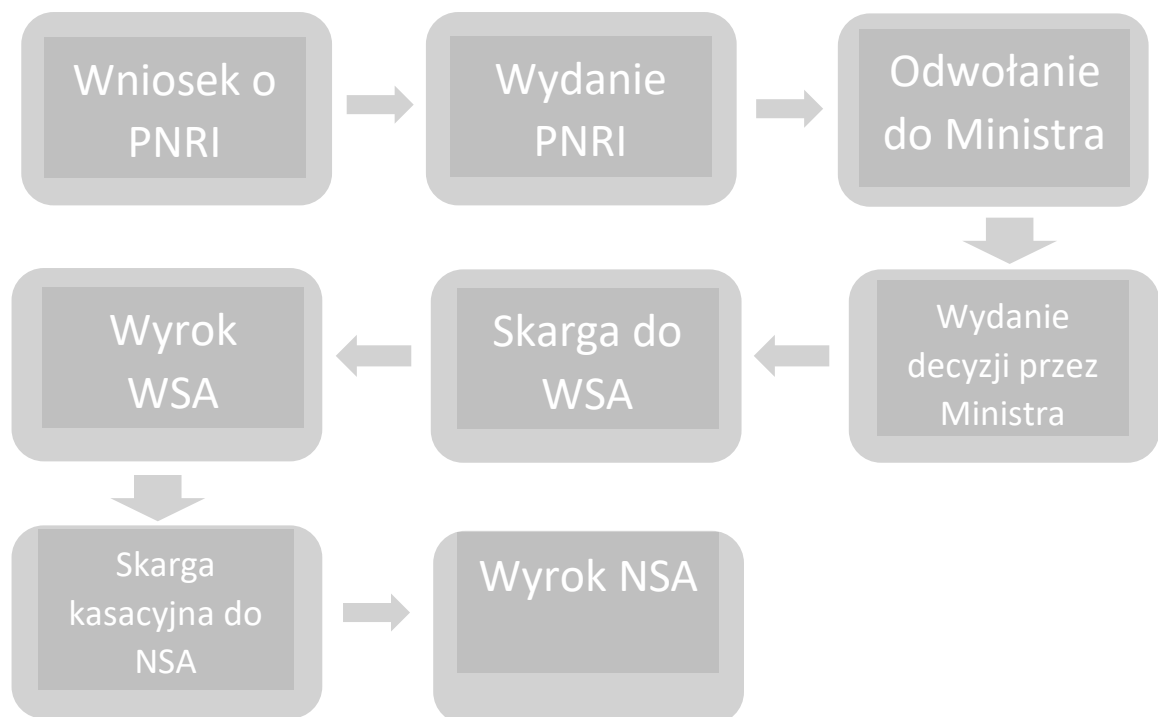 Wniosek o
PNRI
Wydanie
PNRI
Odwołanie
do Ministra
Wydanie
decyzji przez
Ministra
Skarga do
WSA
Wyrok
WSA
Skarga
kasacyjna do
NSA
Wyrok NSA